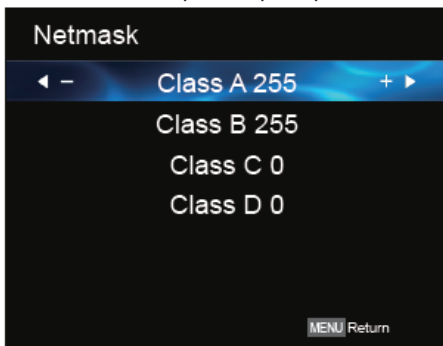 Netmask
◄ − Class A 255 + ►
Class B 255
Class C 0
Class D 0
MENU Return